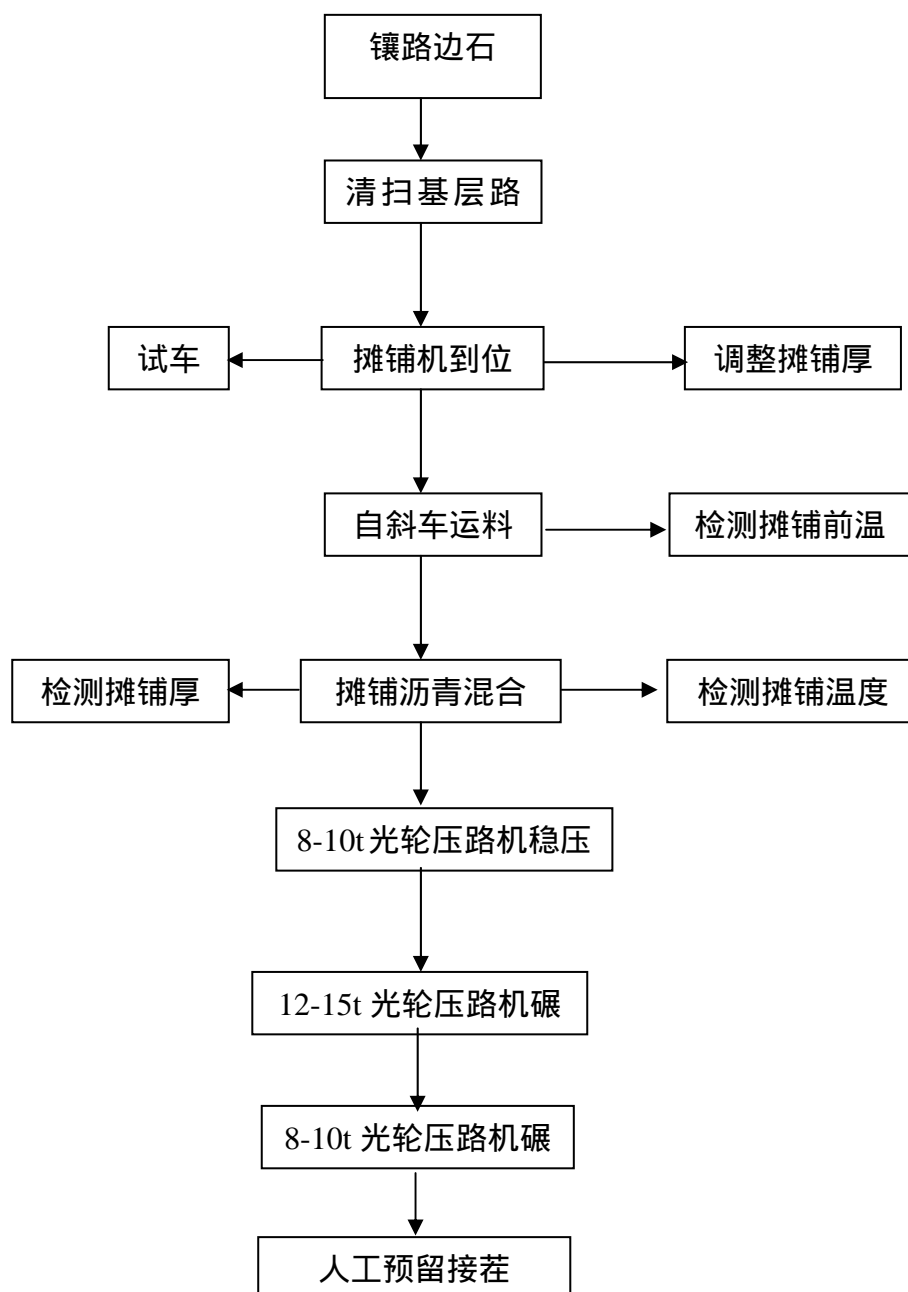 镶路边石
清扫基层路
试车
摊铺机到位
调整摊铺厚
自斜车运料
检测摊铺前温
检测摊铺厚
摊铺沥青混合
检测摊铺温度
8-10t 光轮压路机稳压
12-15t 光轮压路机碾
8-10t 光轮压路机碾
人工预留接茬